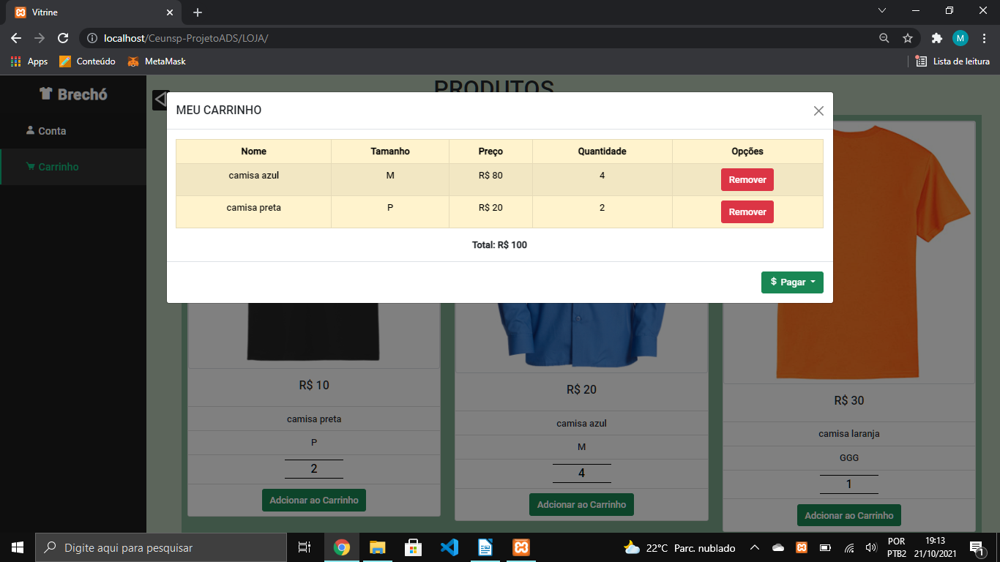 Vitrine
localhost/Ceunsp-ProjetoADS/LOJA/
M
Apps Conteúdo MetaMask Lista de leitura
Brechó
PRODUTOS
Conta
Carrinho
MEU CARRINHO
Nome Tamanho Preço Quantidade Opções
camisa azul M R$ 80 4 Remover
camisa preta P R$ 20 2 Remover
Total: R$ 100
$ Pagar
R$ 10
camisa preta
P
2
Adcionar ao Carrinho
R$ 20
camisa azul
M
4
Adcionar ao Carrinho
R$ 30
camisa laranja
GGG
1
Adcionar ao Carrinho
Digite aqui para pesquisar
22°C Parc. nublado
POR
PTB2
19:13
21/10/2021
1